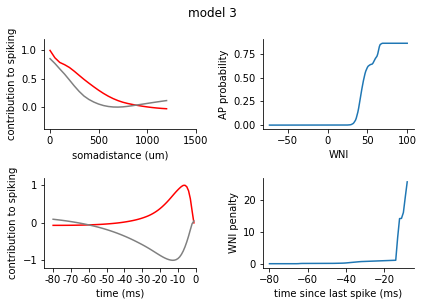 model 3
contribution to spiking
1.0
0.5
0.0
0
500
1000
1500
somadistance (um)
AP probability
0.75
0.50
0.25
0.00
−50
0
50
100
WNI
contribution to spiking
1
0
−1
-80 -70 -60 -50 -40 -30 -20 -10 0
time (ms)
WNI penalty
20
10
0
−80
−60
−40
−20
time since last spike (ms)